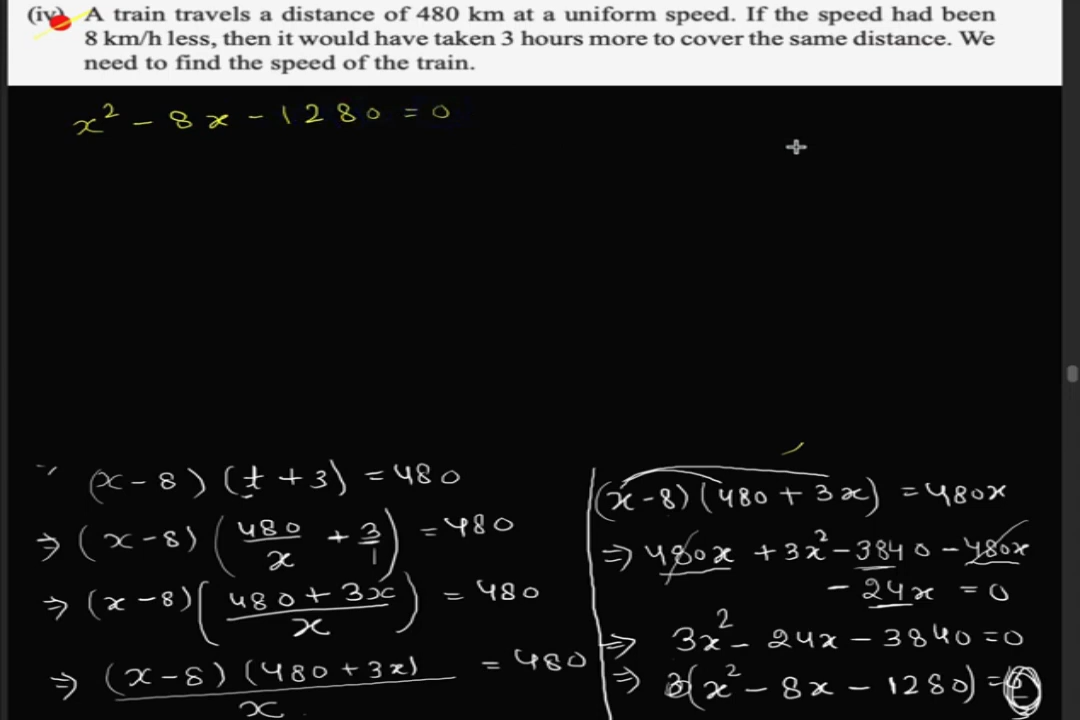 (iv) A train travels a distance of 480 km at a uniform speed. If the speed had been
8 km/h less, then it would have taken 3 hours more to cover the same distance. We
need to find the speed of the train.
x² - 8x - 1280 = 0
(x-8) (t+3) = 480
⇒ (x-8) (480/x + 3/1) = 480
⇒ (x-8) (480+3x/x) = 480
⇒ (x-8) (480+3x)/x = 480
(x-8) (480+3x) = 480x
⇒ 480x + 3x² - 3840 - 480x
- 24x = 0
⇒ 3x² - 24x - 3840 = 0
⇒ 3(x² - 8x - 1280) = 0